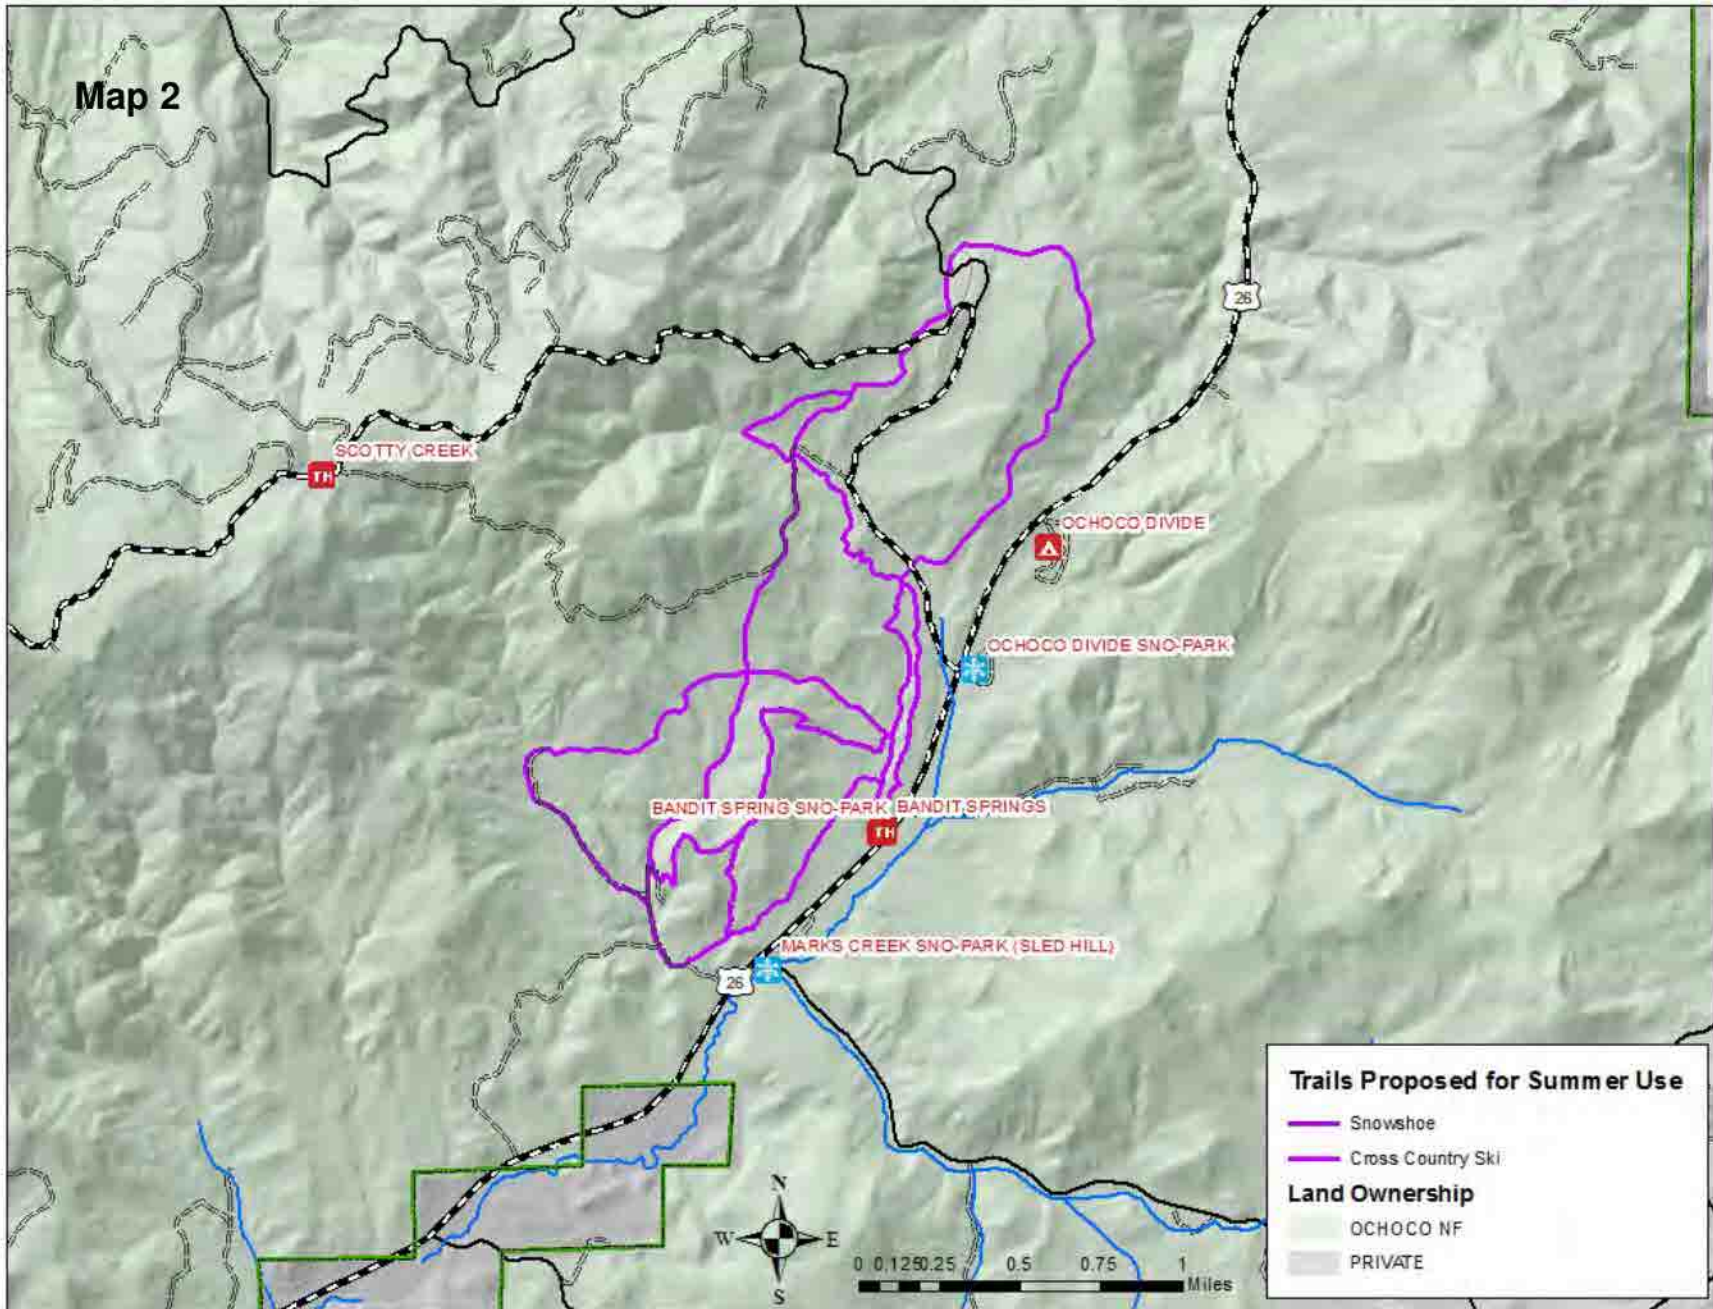 Map 2
26
SCOTTY CREEK
TH
OCHOCO DIVIDE
OCHOCO DIVIDE SNO-PARK
BANDIT SPRING SNO-PARK
BANDIT SPRINGS
TH
MARKS CREEK SNO-PARK (SLED HILL)
26
Trails Proposed for Summer Use
Snowshoe
Cross Country Ski
Land Ownership
OCHOCO NF
PRIVATE
N
W E
S
0 0.125 0.25 0.5 0.75 1
Miles